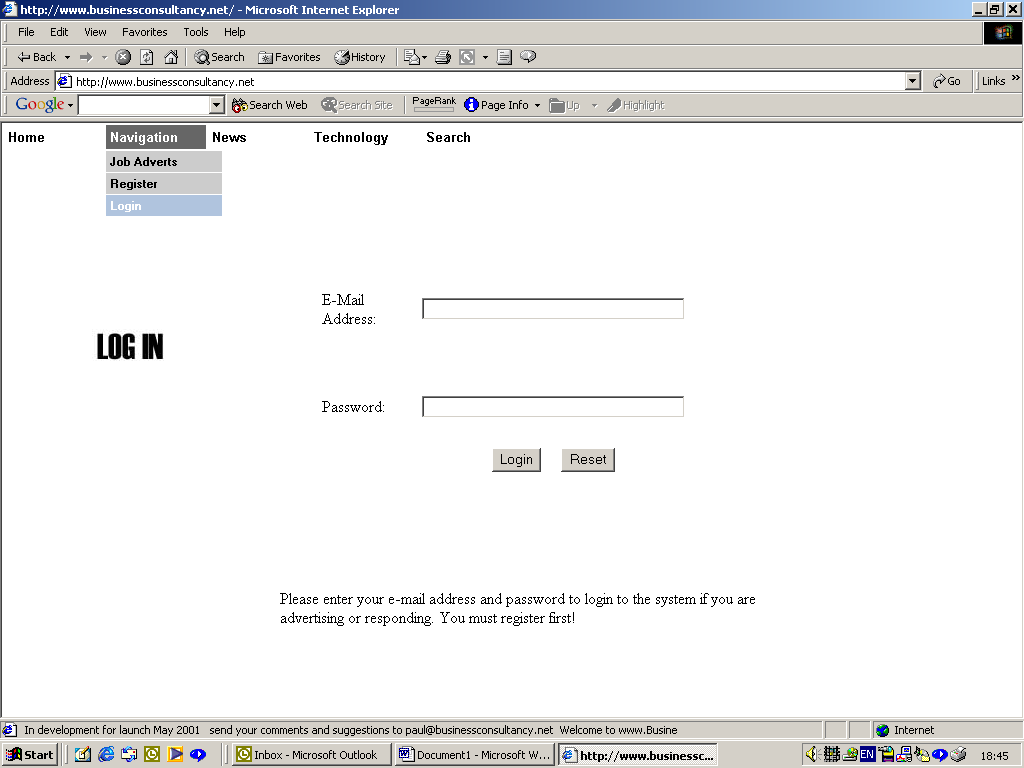 http://www.businessconsultancy.net/ - Microsoft Internet Explorer
File Edit View Favorites Tools Help
Back Search Favorites History
Address http://www.businessconsultancy.net Go Links »
Google Search Web Search Site PageRank Page Info Up Highlight
Home Navigation News Technology Search
Job Adverts
Register
Login
E-Mail
Address:
LOG IN
Password:
Login Reset
Please enter your e-mail address and password to login to the system if you are
advertising or responding. You must register first!
In development for launch May 2001 send your comments and suggestions to paul@businessconsultancy.net Welcome to www.Busine Internet
Start Inbox - Microsoft Outlook Document1 - Microsoft W... http://www.businessc... EN 18:45